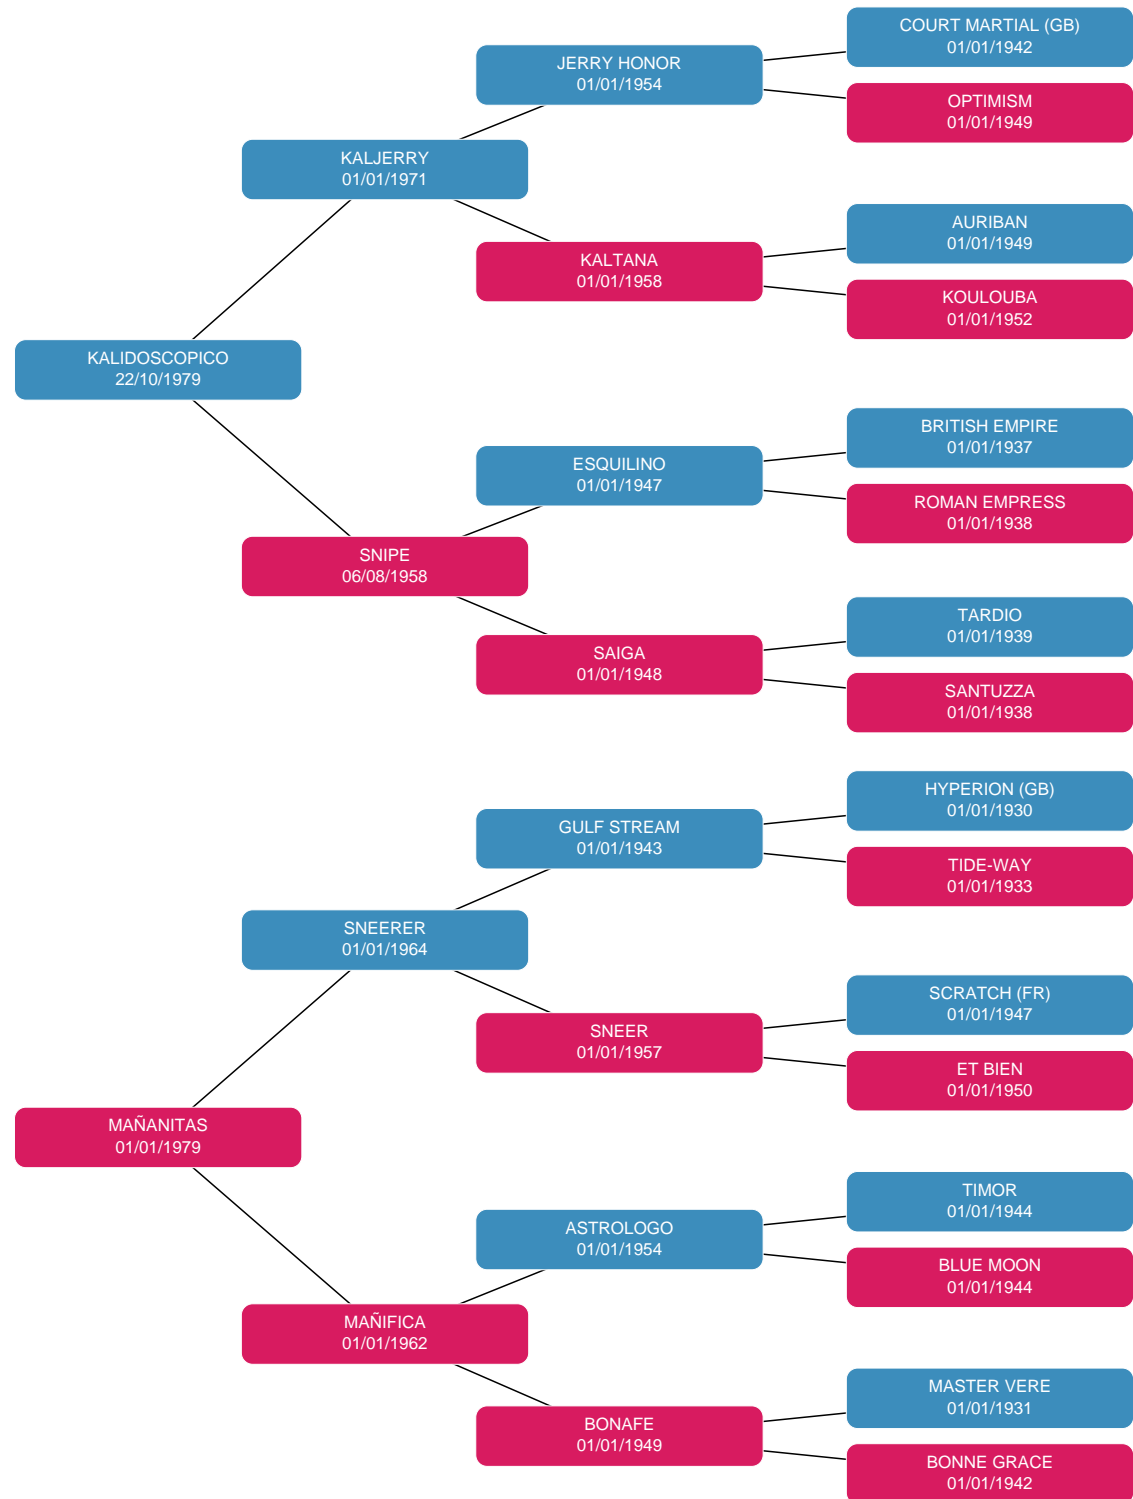 COURT MARTIAL (GB)
01/01/1942
JERRY HONOR
01/01/1954
OPTIMISM
01/01/1949
KALJERRY
01/01/1971
AURIBAN
01/01/1949
KALTANA
01/01/1958
KOULOUBA
01/01/1952
KALIDOSCOPICO
22/10/1979
BRITISH EMPIRE
01/01/1937
ESQUILINO
01/01/1947
ROMAN EMPRESS
01/01/1938
SNIPE
06/08/1958
TARDIO
01/01/1939
SAIGA
01/01/1948
SANTUZZA
01/01/1938
HYPERION (GB)
01/01/1930
GULF STREAM
01/01/1943
TIDE-WAY
01/01/1933
SNEERER
01/01/1964
SCRATCH (FR)
01/01/1947
SNEER
01/01/1957
ET BIEN
01/01/1950
MAÑANITAS
01/01/1979
TIMOR
01/01/1944
ASTROLOGO
01/01/1954
BLUE MOON
01/01/1944
MAÑIFICA
01/01/1962
MASTER VERE
01/01/1931
BONAFE
01/01/1949
BONNE GRACE
01/01/1942